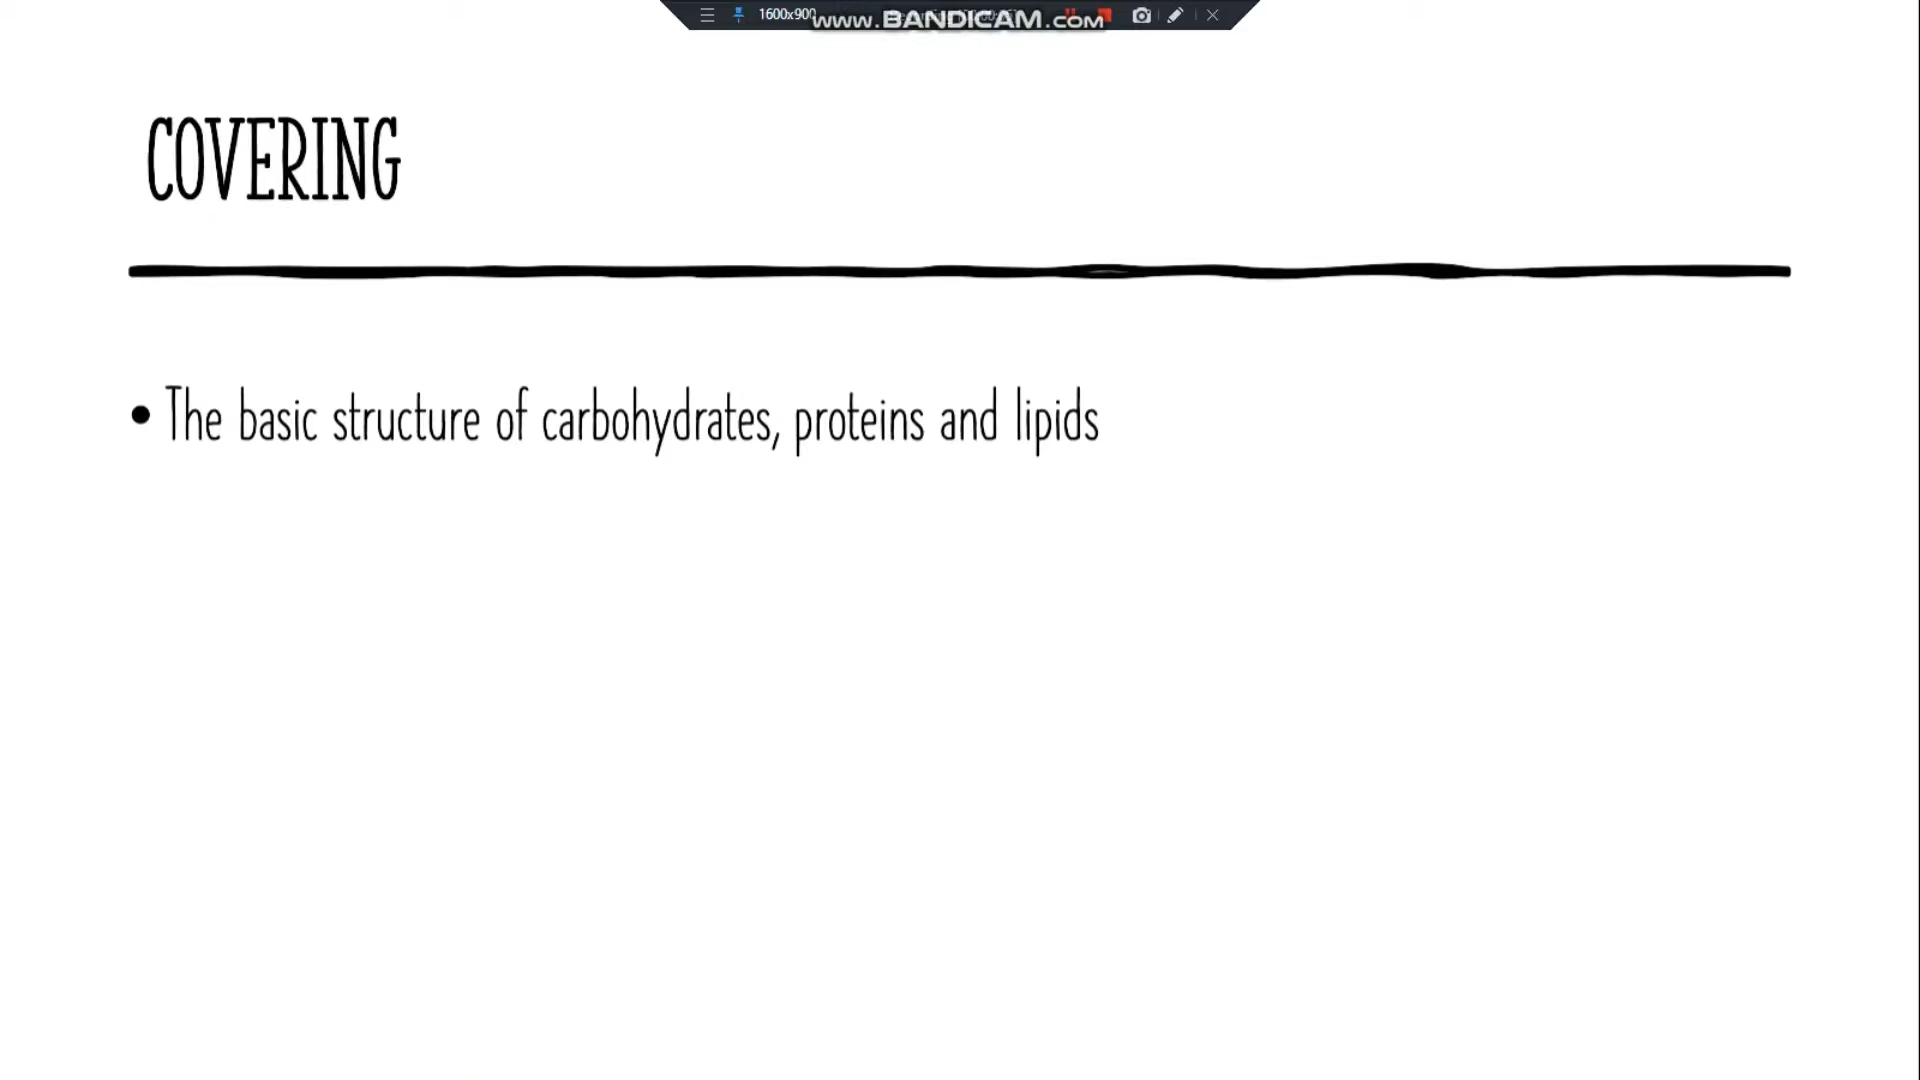 1600x900
www.BANDICAM.com
COVERING
• The basic structure of carbohydrates, proteins and lipids